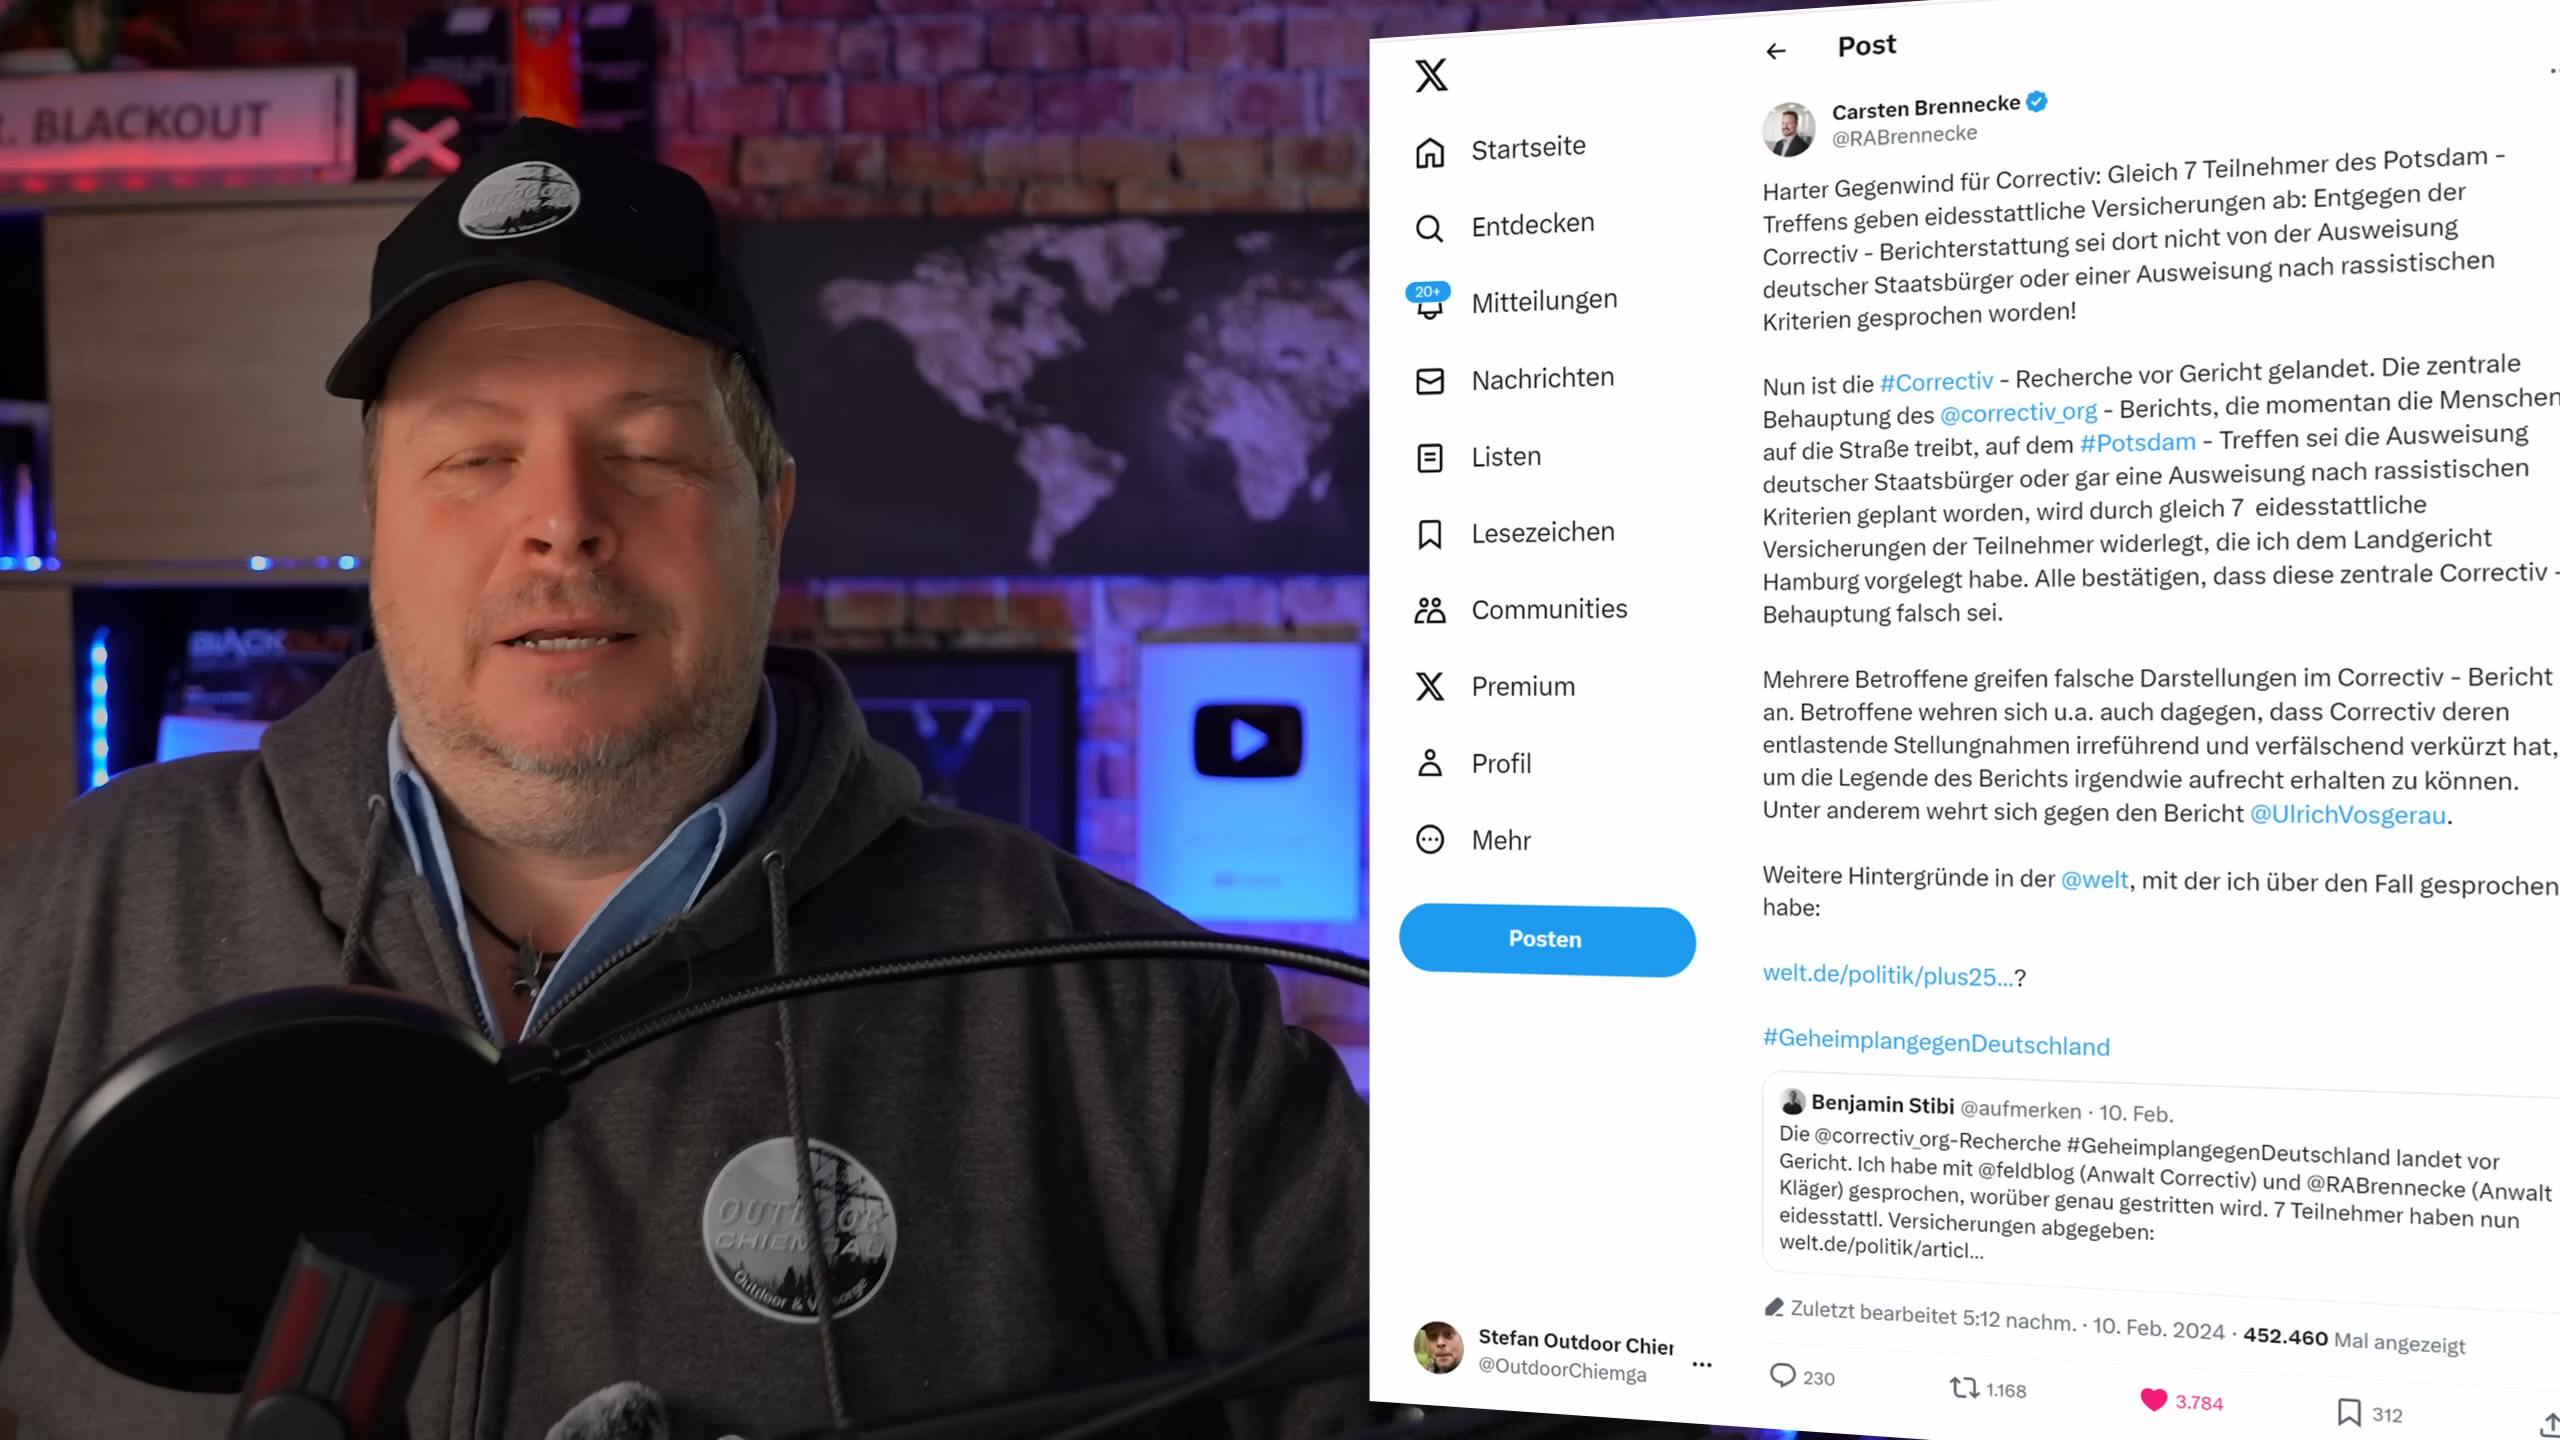 R. BLACKOUT
OUTDOOR
CHIEMGAU
BLACKOUT
OUTDOOR
CHIEMGAU
Outdoor & Vorsorge
Post
Carsten Brennecke
@RABrennecke
Startseite
Entdecken
20+
Mitteilungen
Nachrichten
Listen
Lesezeichen
Communities
Premium
Profil
Mehr
Posten
Stefan Outdoor Chier
@OutdoorChiemga
Harter Gegenwind für Correctiv: Gleich 7 Teilnehmer des Potsdam -
Treffens geben eidesstattliche Versicherungen ab: Entgegen der
Correctiv - Berichterstattung sei dort nicht von der Ausweisung
deutscher Staatsbürger oder einer Ausweisung nach rassistischen
Kriterien gesprochen worden!
Nun ist die #Correctiv - Recherche vor Gericht gelandet. Die zentrale
Behauptung des @correctiv_org - Berichts, die momentan die Menschen
auf die Straße treibt, auf dem #Potsdam - Treffen sei die Ausweisung
deutscher Staatsbürger oder gar eine Ausweisung nach rassistischen
Kriterien geplant worden, wird durch gleich 7 eidesstattliche
Versicherungen der Teilnehmer widerlegt, die ich dem Landgericht
Hamburg vorgelegt habe. Alle bestätigen, dass diese zentrale Correctiv -
Behauptung falsch sei.
Mehrere Betroffene greifen falsche Darstellungen im Correctiv - Bericht
an. Betroffene wehren sich u.a. auch dagegen, dass Correctiv deren
entlastende Stellungnahmen irreführend und verfälschend verkürzt hat,
um die Legende des Berichts irgendwie aufrecht erhalten zu können.
Unter anderem wehrt sich gegen den Bericht @UlrichVosgerau.
Weitere Hintergründe in der @welt, mit der ich über den Fall gesprochen
habe:
welt.de/politik/plus25...?
#GeheimplangegenDeutschland
Benjamin Stibi @aufmerken · 10. Feb.
Die @correctiv_org-Recherche #GeheimplangegenDeutschland landet vor
Gericht. Ich habe mit @feldblog (Anwalt Correctiv) und @RABrennecke (Anwalt
Kläger) gesprochen, worüber genau gestritten wird. 7 Teilnehmer haben nun
eidesstattl. Versicherungen abgegeben:
welt.de/politik/articl...
Zuletzt bearbeitet 5:12 nachm. · 10. Feb. 2024 · 452.460 Mal angezeigt
230 1.168 3.784 312